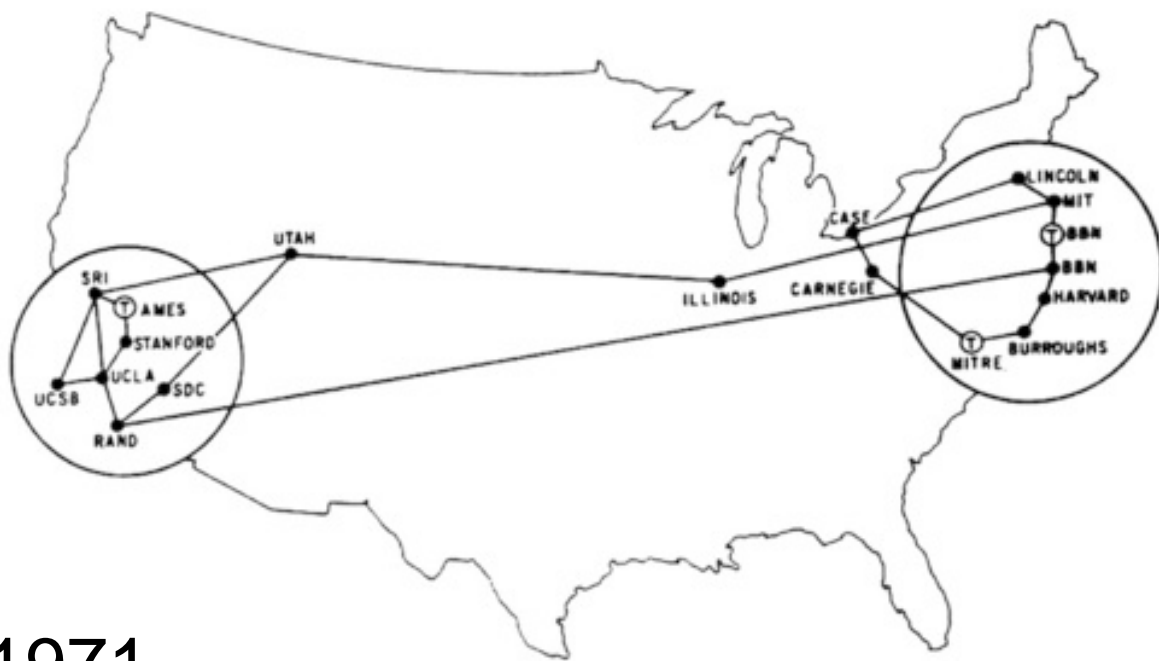 LINCOLN
MIT
CASE
T BBN
UTAH
BBN
SRI
ILLINOIS
CARNEGIE
HARVARD
T AMES
STANFORD
T
BURROUGHS
MITRE
UCLA
SDC
UCSB
RAND
1971